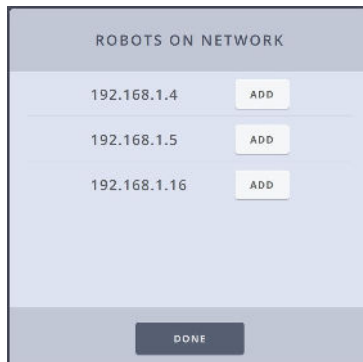 ROBOTS ON NETWORK
192.168.1.4 ADD
192.168.1.5 ADD
192.168.1.16 ADD
DONE